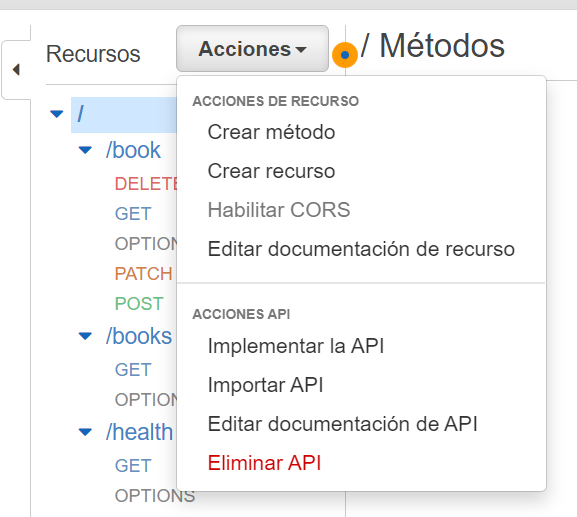 Recursos
Acciones
/ Métodos
/
/book
DELETE
GET
OPTION
PATCH
POST
/books
GET
OPTION
/health
GET
OPTIONS
ACCIONES DE RECURSO
Crear método
Crear recurso
Habilitar CORS
Editar documentación de recurso
ACCIONES API
Implementar la API
Importar API
Editar documentación de API
Eliminar API